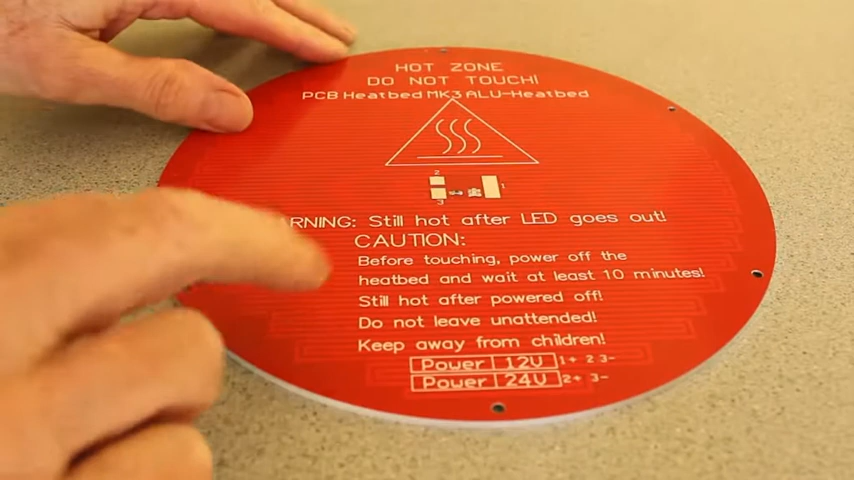 HOT ZONE
DO NOT TOUCH!
PCB Heatbed MK3 ALU-Heatbed
2
1
3
RNING: Still hot after LED goes out!
CAUTION:
Before touching, power off the
heatbed and wait at least 10 minutes!
Still hot after powered off!
Do not leave unattended!
Keep away from children!
Power 12V 1+ 2 3-
Power 24V 2+ 3-